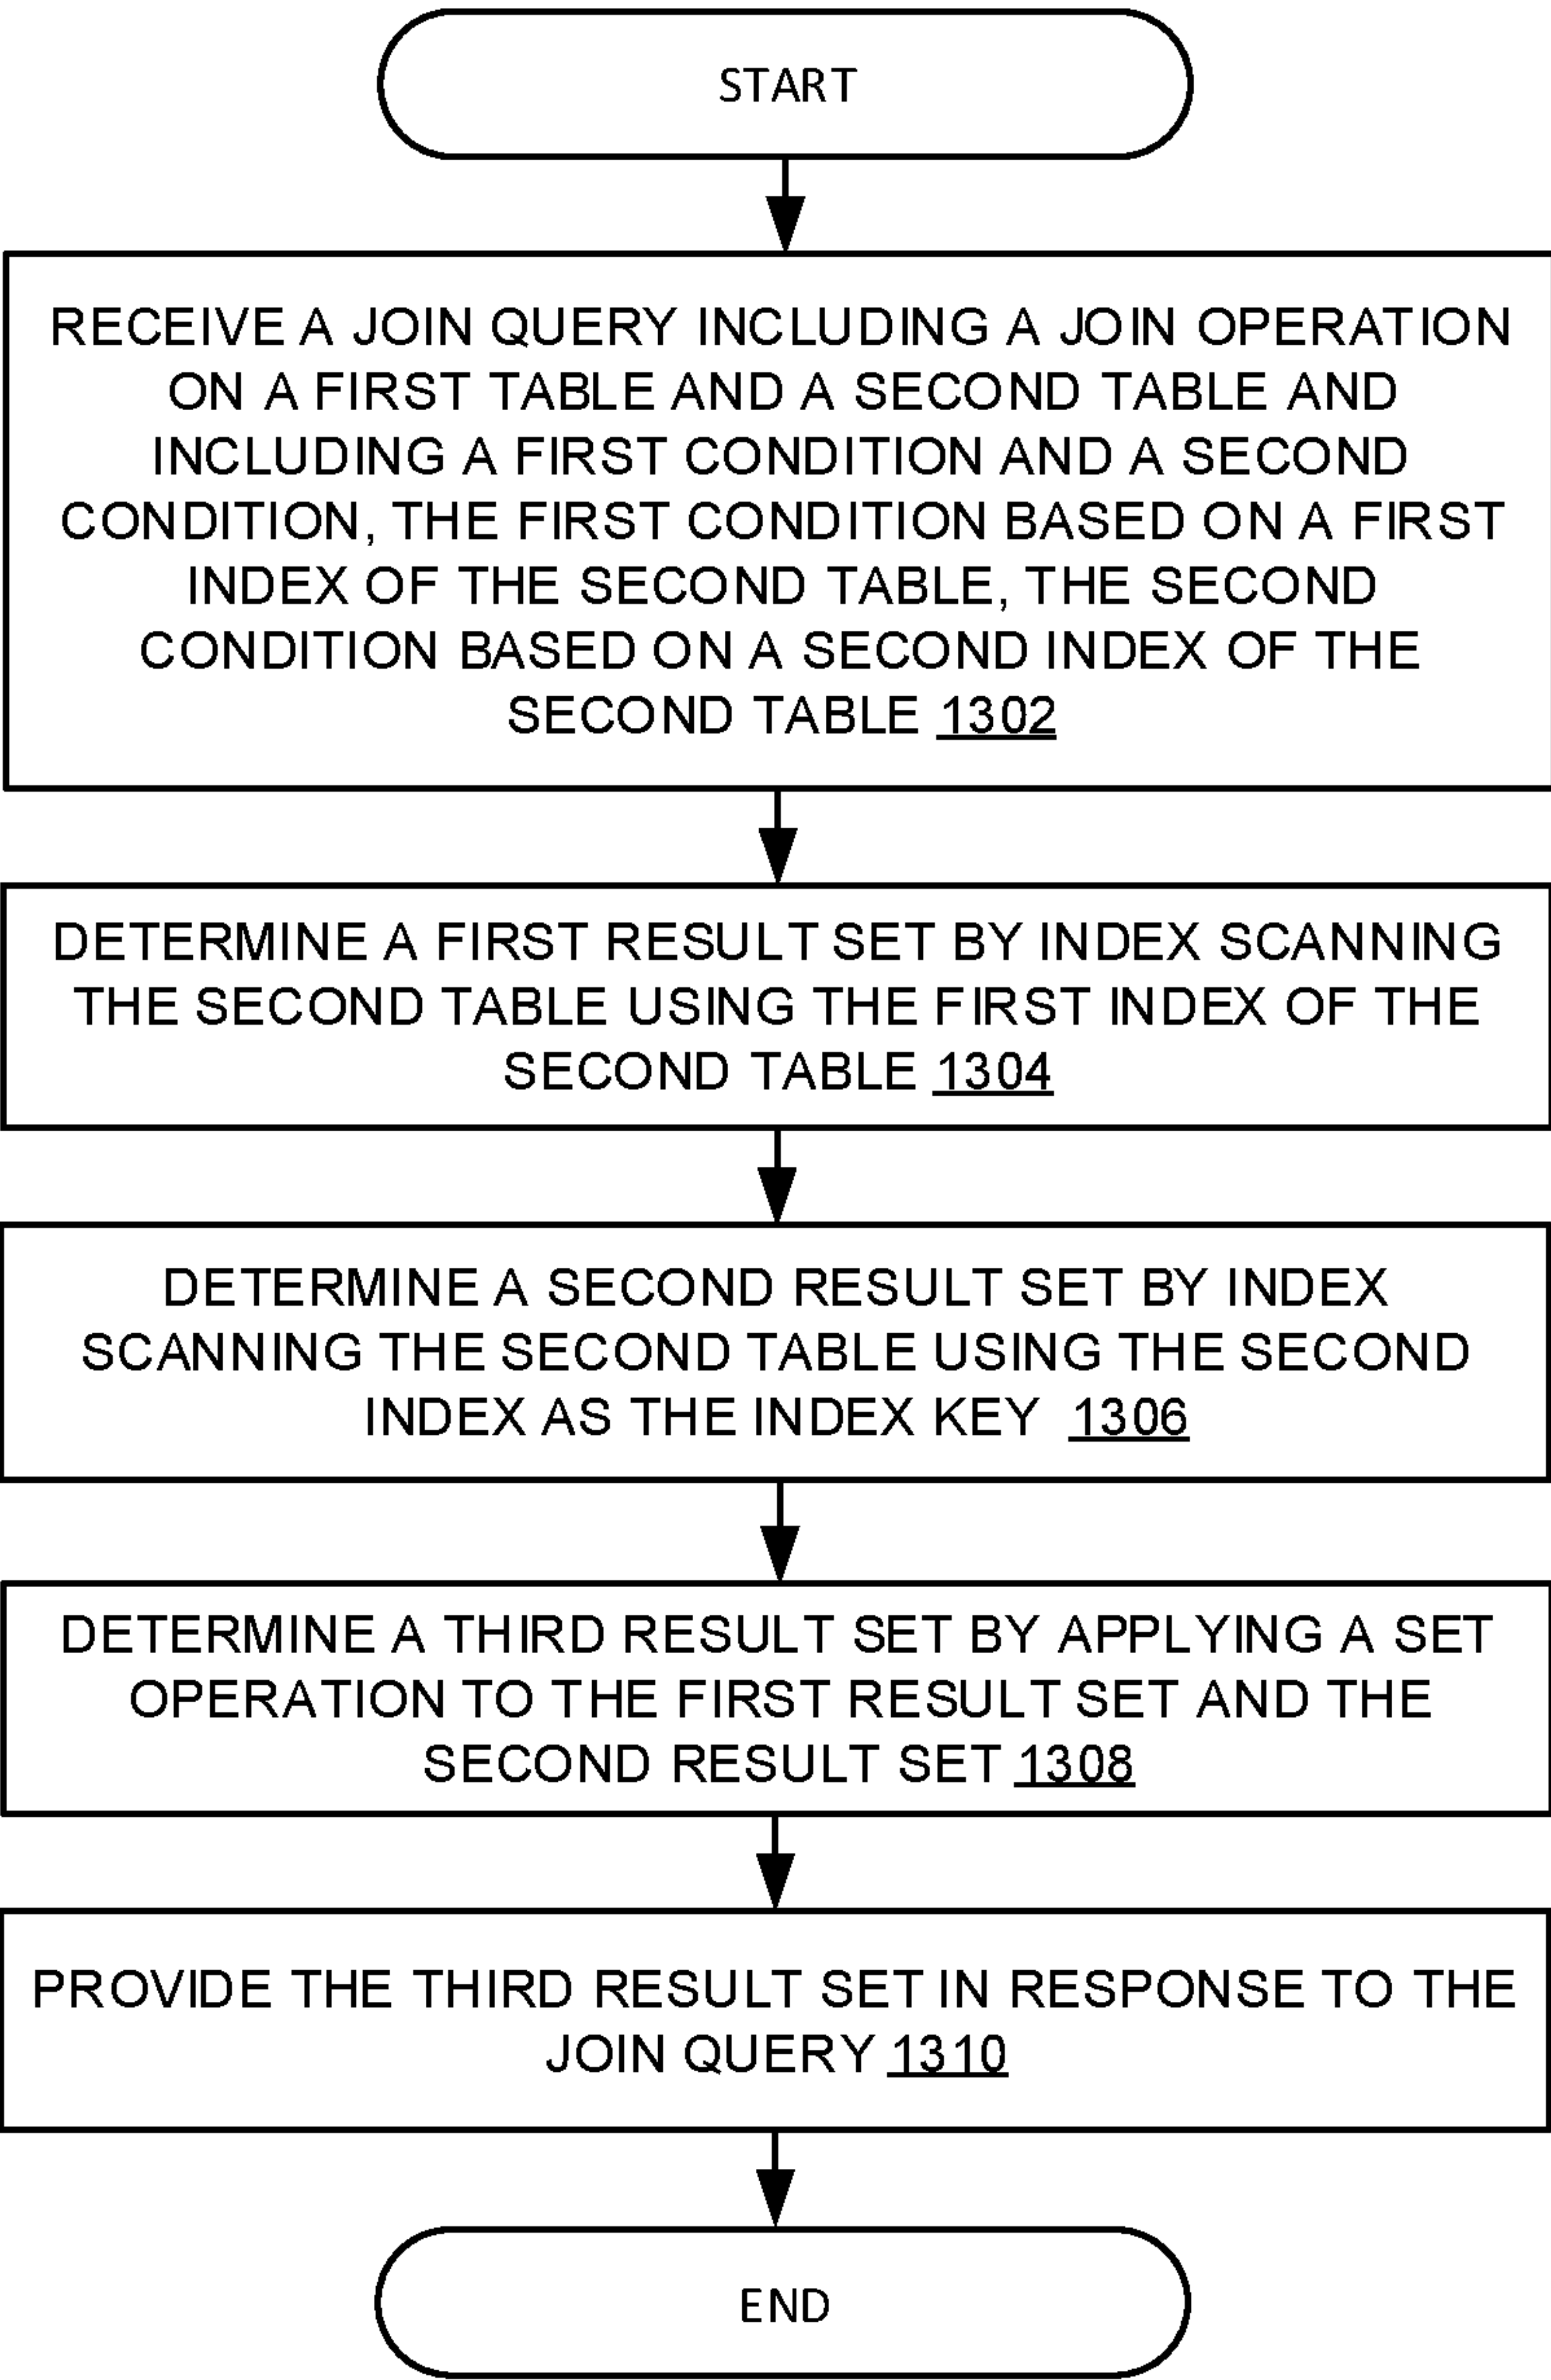 START
RECEIVE A JOIN QUERY INCLUDING A JOIN OPERATION
ON A FIRST TABLE AND A SECOND TABLE AND
INCLUDING A FIRST CONDITION AND A SECOND
CONDITION, THE FIRST CONDITION BASED ON A FIRST
INDEX OF THE SECOND TABLE, THE SECOND
CONDITION BASED ON A SECOND INDEX OF THE
SECOND TABLE 1302
DETERMINE A FIRST RESULT SET BY INDEX SCANNING
THE SECOND TABLE USING THE FIRST INDEX OF THE
SECOND TABLE 1304
DETERMINE A SECOND RESULT SET BY INDEX
SCANNING THE SECOND TABLE USING THE SECOND
INDEX AS THE INDEX KEY 1306
DETERMINE A THIRD RESULT SET BY APPLYING A SET
OPERATION TO THE FIRST RESULT SET AND THE
SECOND RESULT SET 1308
PROVIDE THE THIRD RESULT SET IN RESPONSE TO THE
JOIN QUERY 1310
END